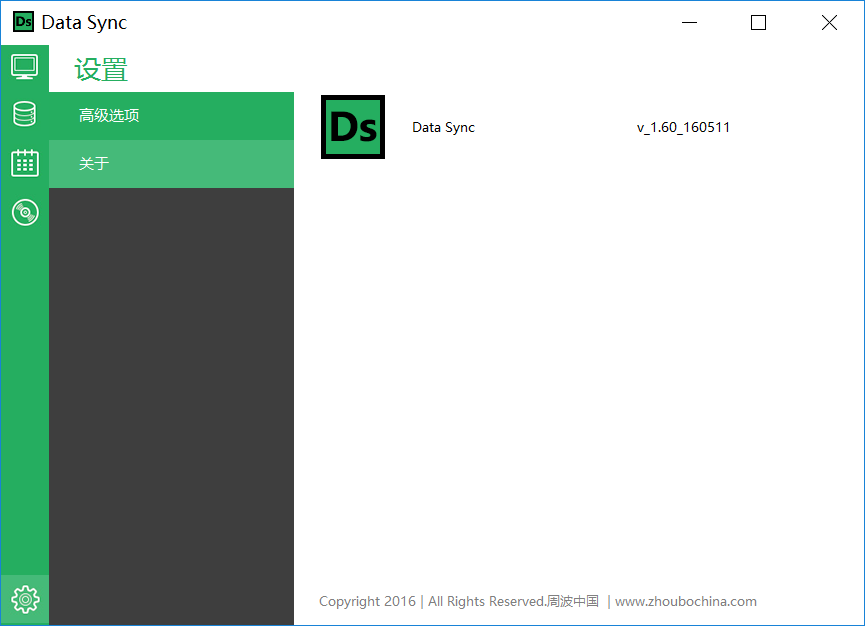 Ds Data Sync
设置
高级选项
关于
Ds
Data Sync
v_1.60_160511
Copyright 2016 | All Rights Reserved.周波中国 | www.zhoubochina.com